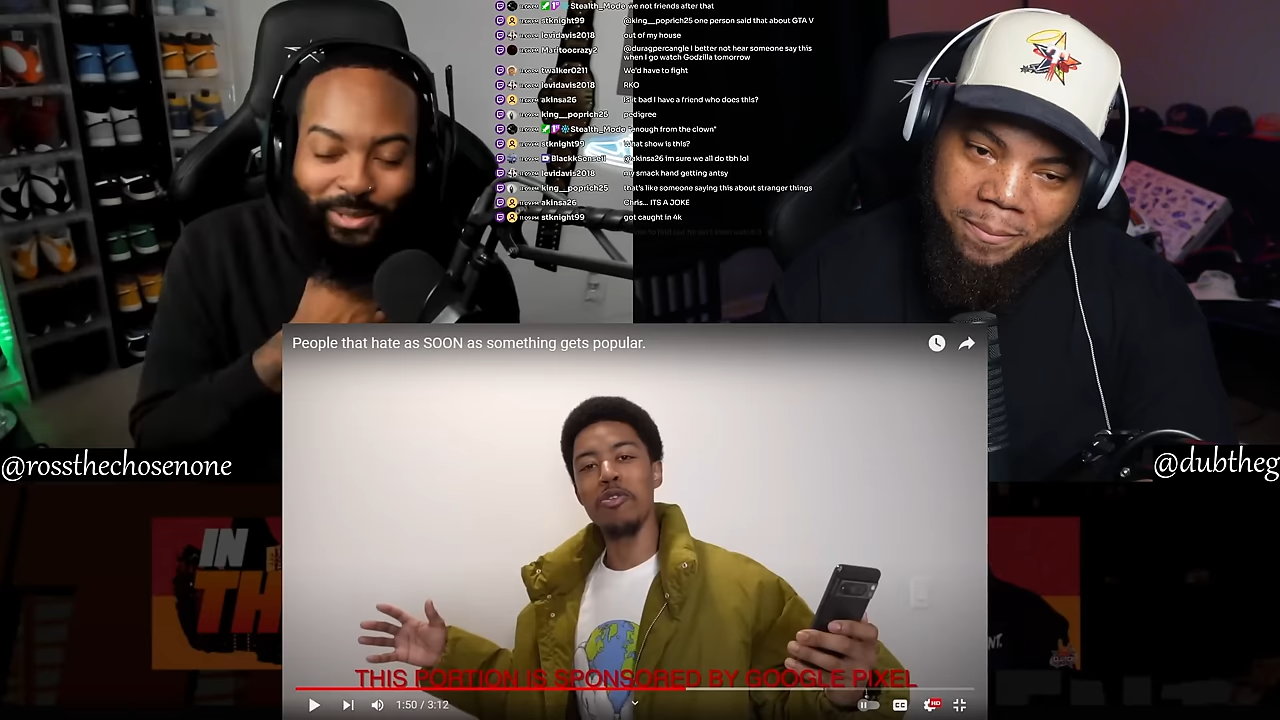 Stealth_Mode we not friends after that
stknight99 @king__poprich25 one person said that about GTA V
levidavis2018 out of my house
Maritoocrazy2 @duragpercangle I better not hear someone say this
when I go watch Godzilla tomorrow
twalker0211 We'd have to fight
levidavis2018 RKO
akinsa26 is it bad I have a friend who does this?
king__poprich25 pedigree
Stealth_Mode "enough from the clown"
stknight99 What show is this?
BlackkSensei @akinsa26 im sure we all do tbh lol
levidavis2018 my smack hand getting antsy
king__poprich25 that's like someone saying this about stranger things
akinsa26 Chris... ITS A JOKE
stknight99 got caught in 4k
People that hate as SOON as something gets popular.
@rossthechosenone
@dubtheg
IN
TH
THIS PORTION IS SPONSORED BY GOOGLE PIXEL
1:50 / 3:12
CC
HD